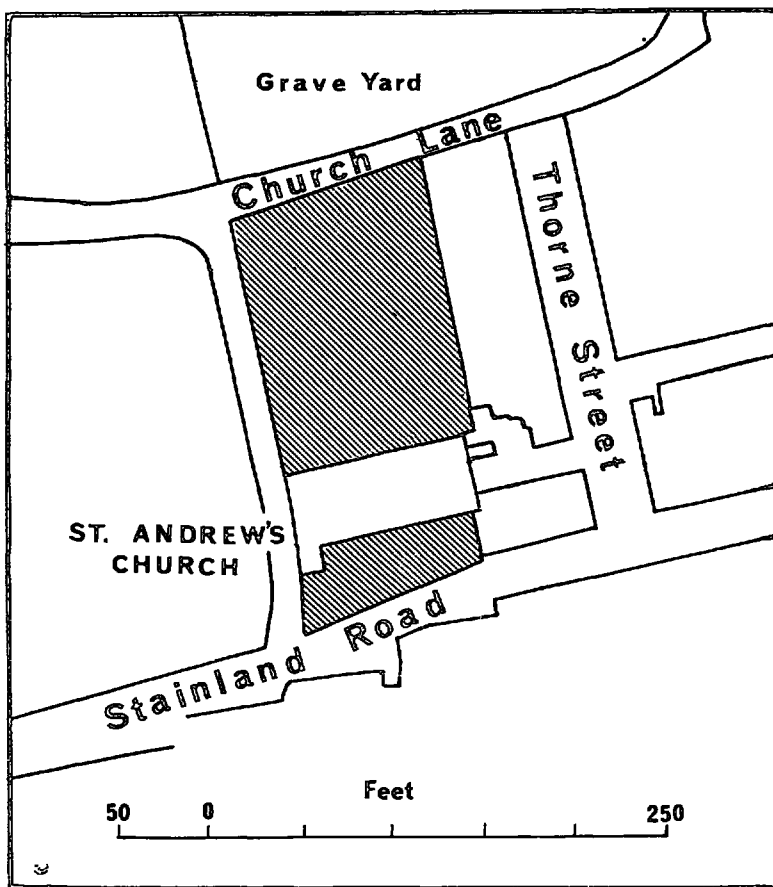 Grave Yard
Church Lane
Thorne Street
ST. ANDREW'S
CHURCH
Stainland Road
Feet
50 0 250